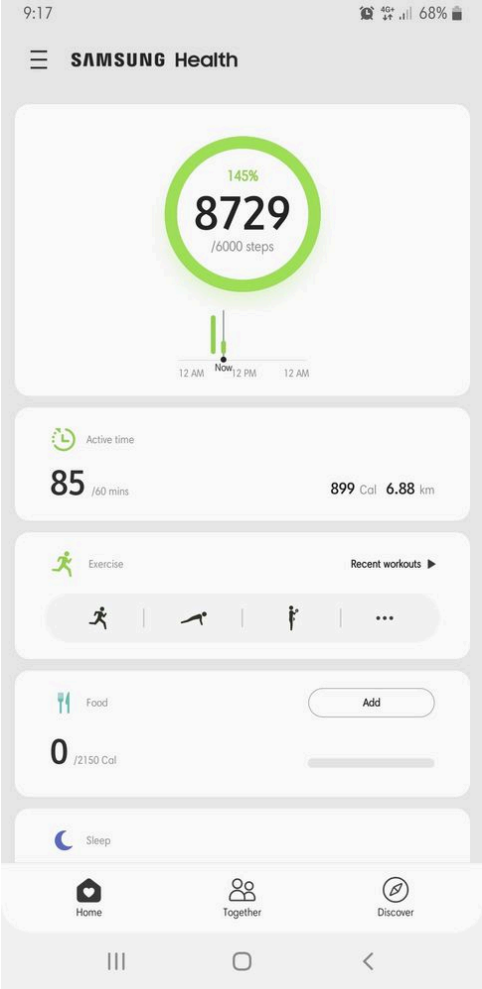 9:17 4G+ 68%
SAMSUNG Health
145%
8729
/6000 steps
Now
12 AM 12 PM 12 AM
Active time
85 /60 mins 899 Cal 6.88 km
Exercise Recent workouts
Food Add
0 /2150 Cal
Sleep
Home Together Discover